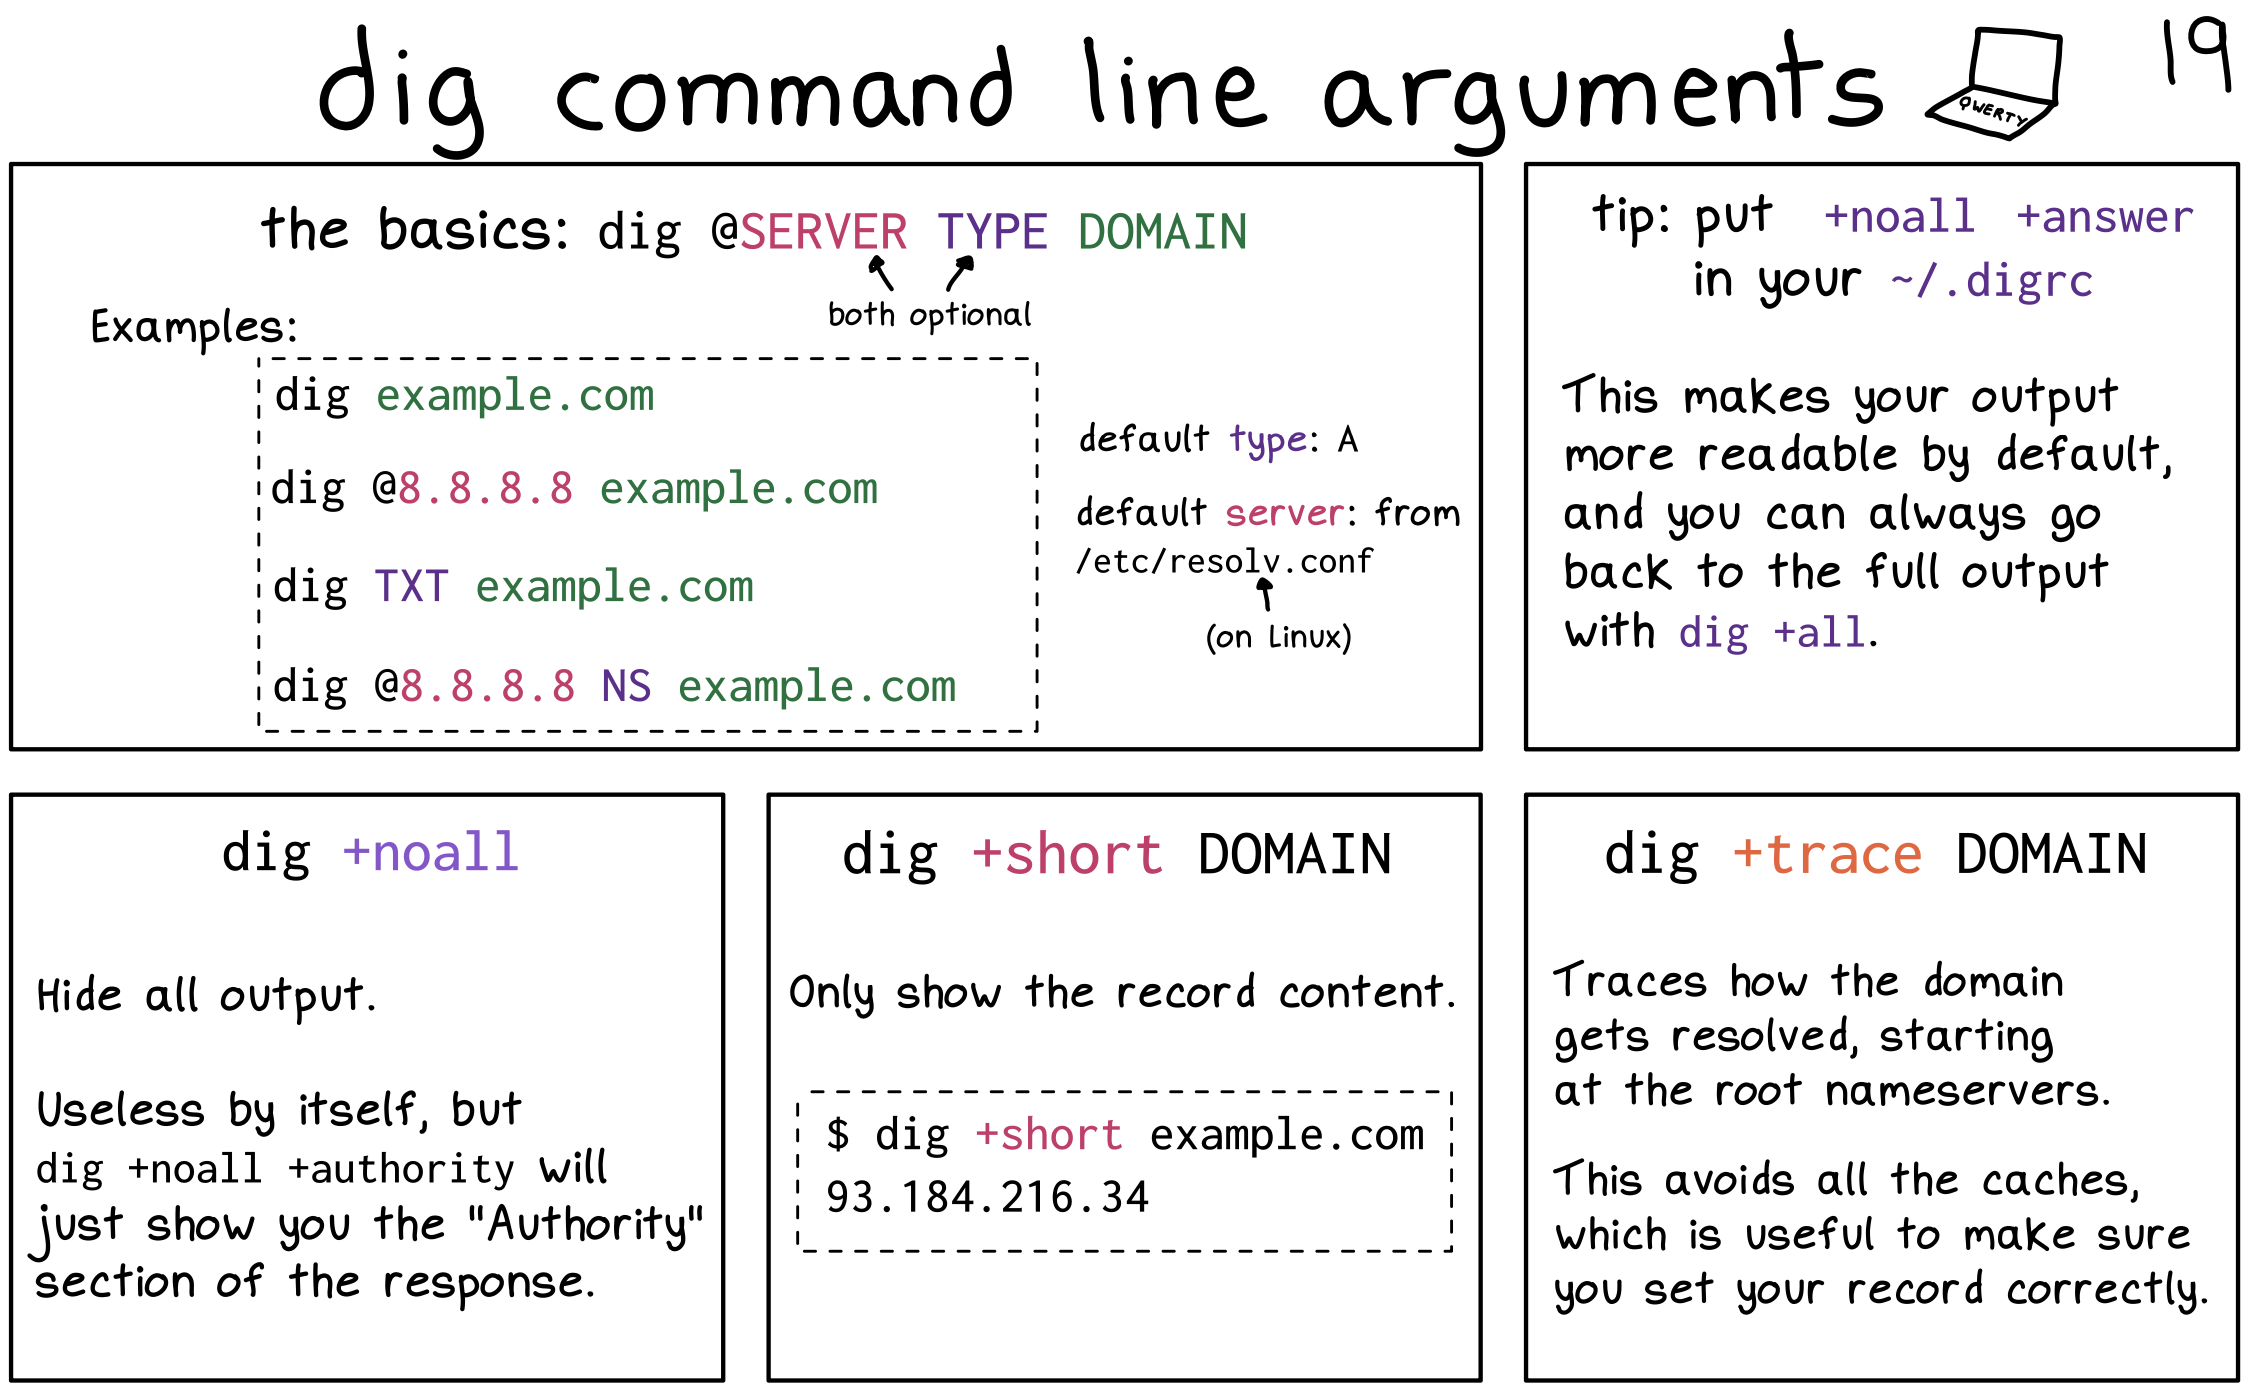 dig command line arguments
QWERTY
19
the basics: dig @SERVER TYPE DOMAIN
both optional
Examples:
dig example.com
dig @8.8.8.8 example.com
dig TXT example.com
dig @8.8.8.8 NS example.com
default type: A
default server: from
/etc/resolv.conf
(on Linux)
tip: put +noall +answer
in your ~/.digrc
This makes your output
more readable by default,
and you can always go
back to the full output
with dig +all.
dig +noall
Hide all output.
Useless by itself, but
dig +noall +authority will
just show you the "Authority"
section of the response.
dig +short DOMAIN
Only show the record content.
$ dig +short example.com
93.184.216.34
dig +trace DOMAIN
Traces how the domain
gets resolved, starting
at the root nameservers.
This avoids all the caches,
which is useful to make sure
you set your record correctly.